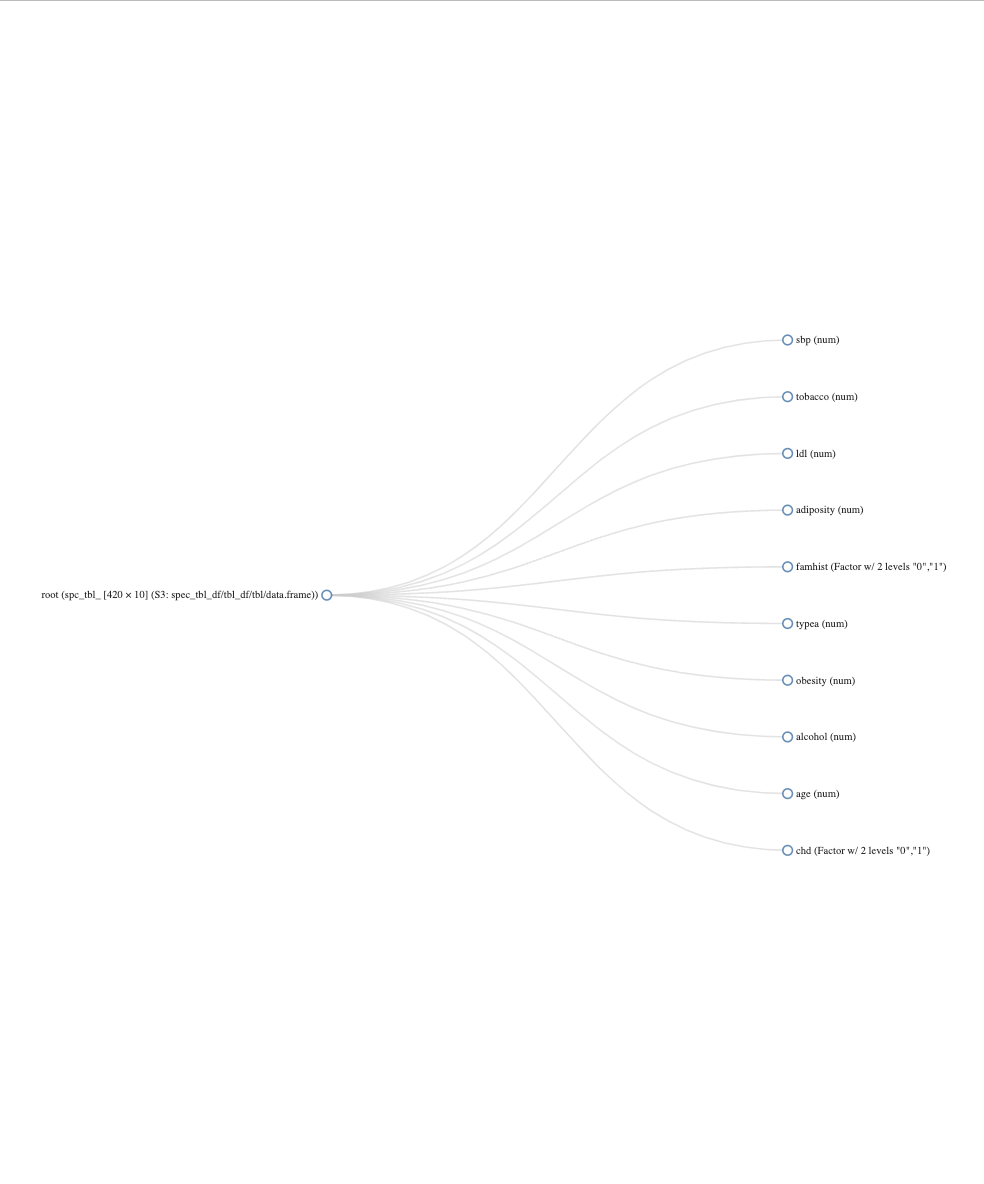 sbp (num)
tobacco (num)
ldl (num)
adiposity (num)
famhist (Factor w/ 2 levels "0","1")
root (spc_tbl_ [420 × 10] (S3: spec_tbl_df/tbl_df/tbl/data.frame))
typea (num)
obesity (num)
alcohol (num)
age (num)
chd (Factor w/ 2 levels "0","1")